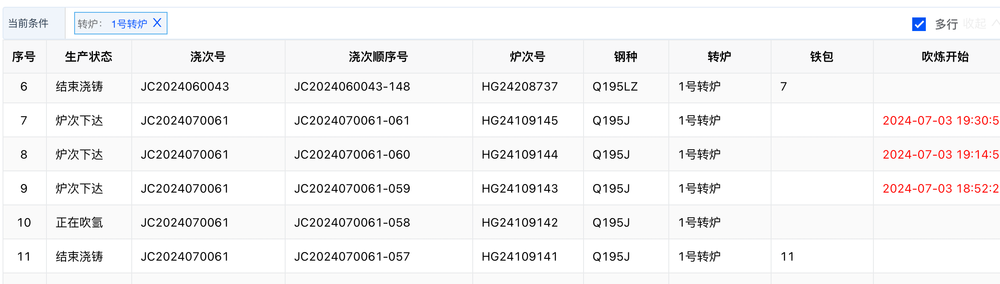 当前条件 转炉： 1号转炉 X 多行 收起
序号 生产状态 浇次号 浇次顺序号 炉次号 钢种 转炉 铁包 吹炼开始
6 结束浇铸 JC2024060043 JC2024060043-148 HG24208737 Q195LZ 1号转炉 7
7 炉次下达 JC2024070061 JC2024070061-061 HG24109145 Q195J 1号转炉 2024-07-03 19:30:5
8 炉次下达 JC2024070061 JC2024070061-060 HG24109144 Q195J 1号转炉 2024-07-03 19:14:5
9 炉次下达 JC2024070061 JC2024070061-059 HG24109143 Q195J 1号转炉 2024-07-03 18:52:2
10 正在吹氩 JC2024070061 JC2024070061-058 HG24109142 Q195J 1号转炉
11 结束浇铸 JC2024070061 JC2024070061-057 HG24109141 Q195J 1号转炉 11